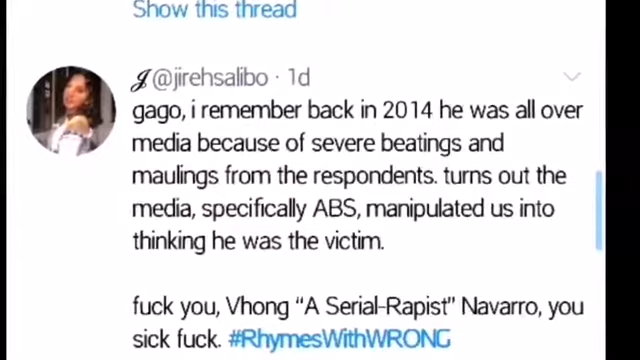 Show this thread
J @jirehsalibo · 1d
gago, i remember back in 2014 he was all over
media because of severe beatings and
maulings from the respondents. turns out the
media, specifically ABS, manipulated us into
thinking he was the victim.
fuck you, Vhong “A Serial-Rapist” Navarro, you
sick fuck. #RhymesWithWRONG